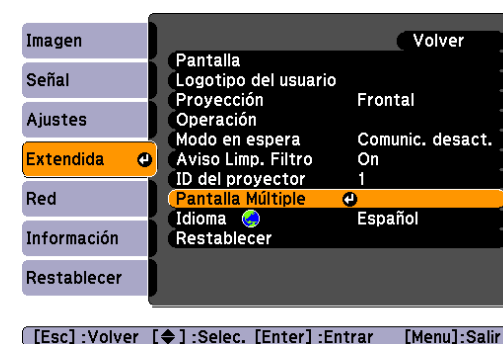 Imagen
Señal
Ajustes
Extendida
Red
Información
Restablecer
Volver
Pantalla
Logotipo del usuario
Proyección Frontal
Operación
Modo en espera Comunic. desact.
Aviso Limp. Filtro On
ID del proyector 1
Pantalla Múltiple
Idioma Español
Restablecer
[Esc] :Volver [◆] :Selec. [Enter] :Entrar [Menu]:Salir